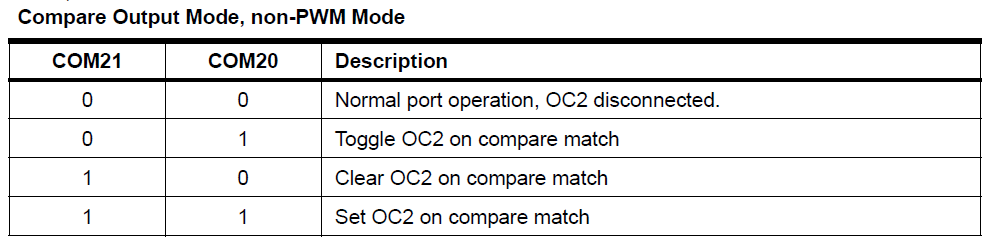 Compare Output Mode, non-PWM Mode
COM21 COM20 Description
0 0 Normal port operation, OC2 disconnected.
0 1 Toggle OC2 on compare match
1 0 Clear OC2 on compare match
1 1 Set OC2 on compare match